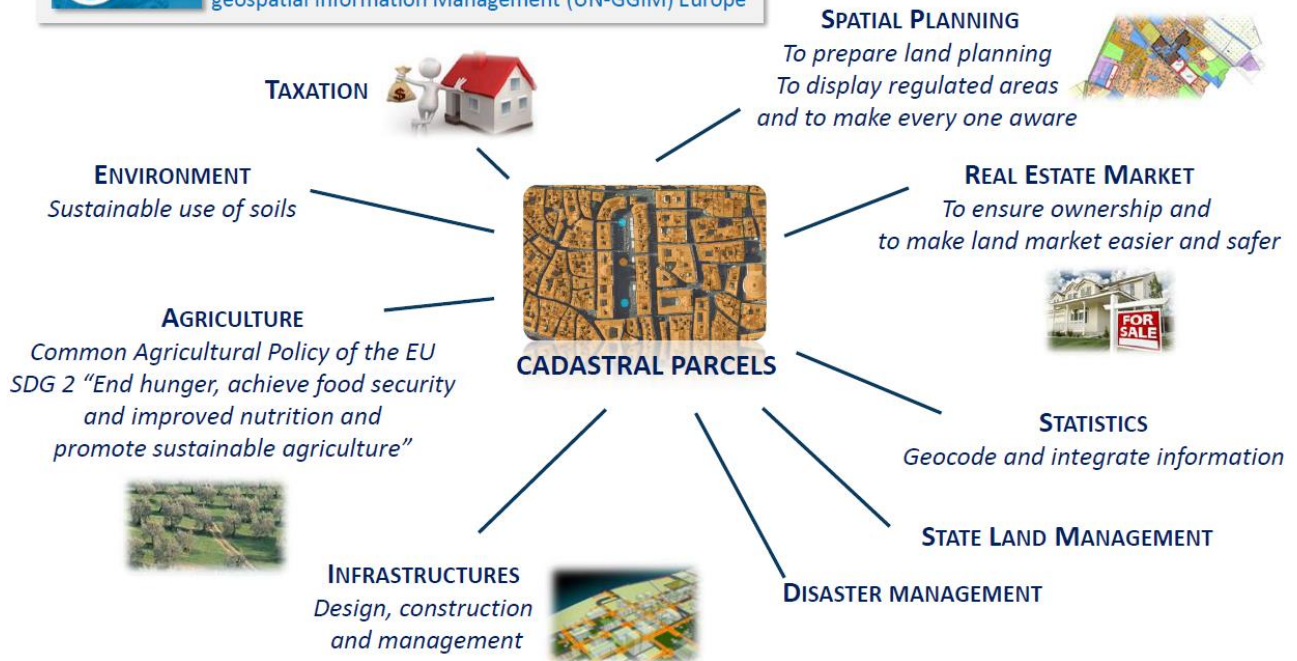 geospatial Information Management (UN-GGIM) Europe
SPATIAL PLANNING
To prepare land planning
To display regulated areas
and to make every one aware
TAXATION
$
ENVIRONMENT
Sustainable use of soils
REAL ESTATE MARKET
To ensure ownership and
to make land market easier and safer
FOR
SALE
AGRICULTURE
Common Agricultural Policy of the EU
SDG 2 “End hunger, achieve food security
and improved nutrition and
promote sustainable agriculture”
CADASTRAL PARCELS
STATISTICS
Geocode and integrate information
STATE LAND MANAGEMENT
DISASTER MANAGEMENT
INFRASTRUCTURES
Design, construction
and management